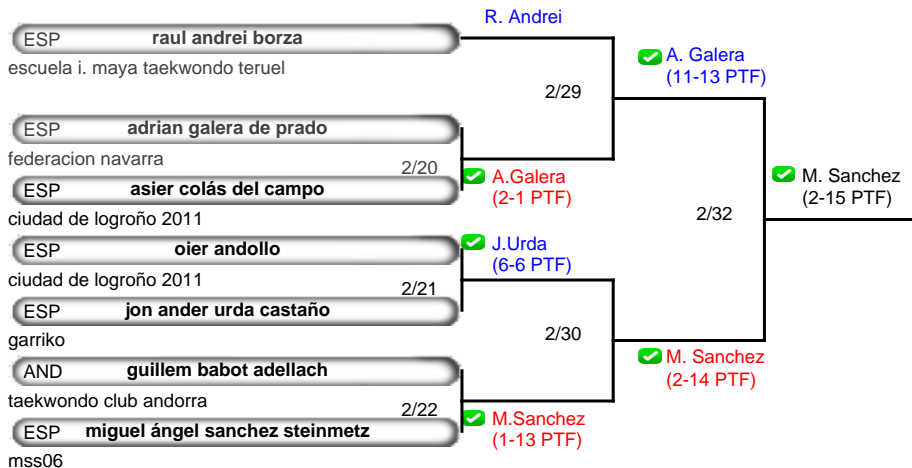 R. Andrei
ESP raul andrei borza
escuela i. maya taekwondo teruel
A. Galera
(11-13 PTF)
2/29
ESP adrian galera de prado
federacion navarra
2/20
A.Galera
(2-1 PTF)
ESP asier colás del campo
ciudad de logroño 2011
M. Sanchez
(2-15 PTF)
2/32
ESP oier andollo
ciudad de logroño 2011
J.Urda
(6-6 PTF)
2/21
ESP jon ander urda castaño
garriko
2/30
M. Sanchez
(2-14 PTF)
AND guillem babot adellach
taekwondo club andorra
2/22
M.Sanchez
(1-13 PTF)
ESP miguel ángel sanchez steinmetz
mss06